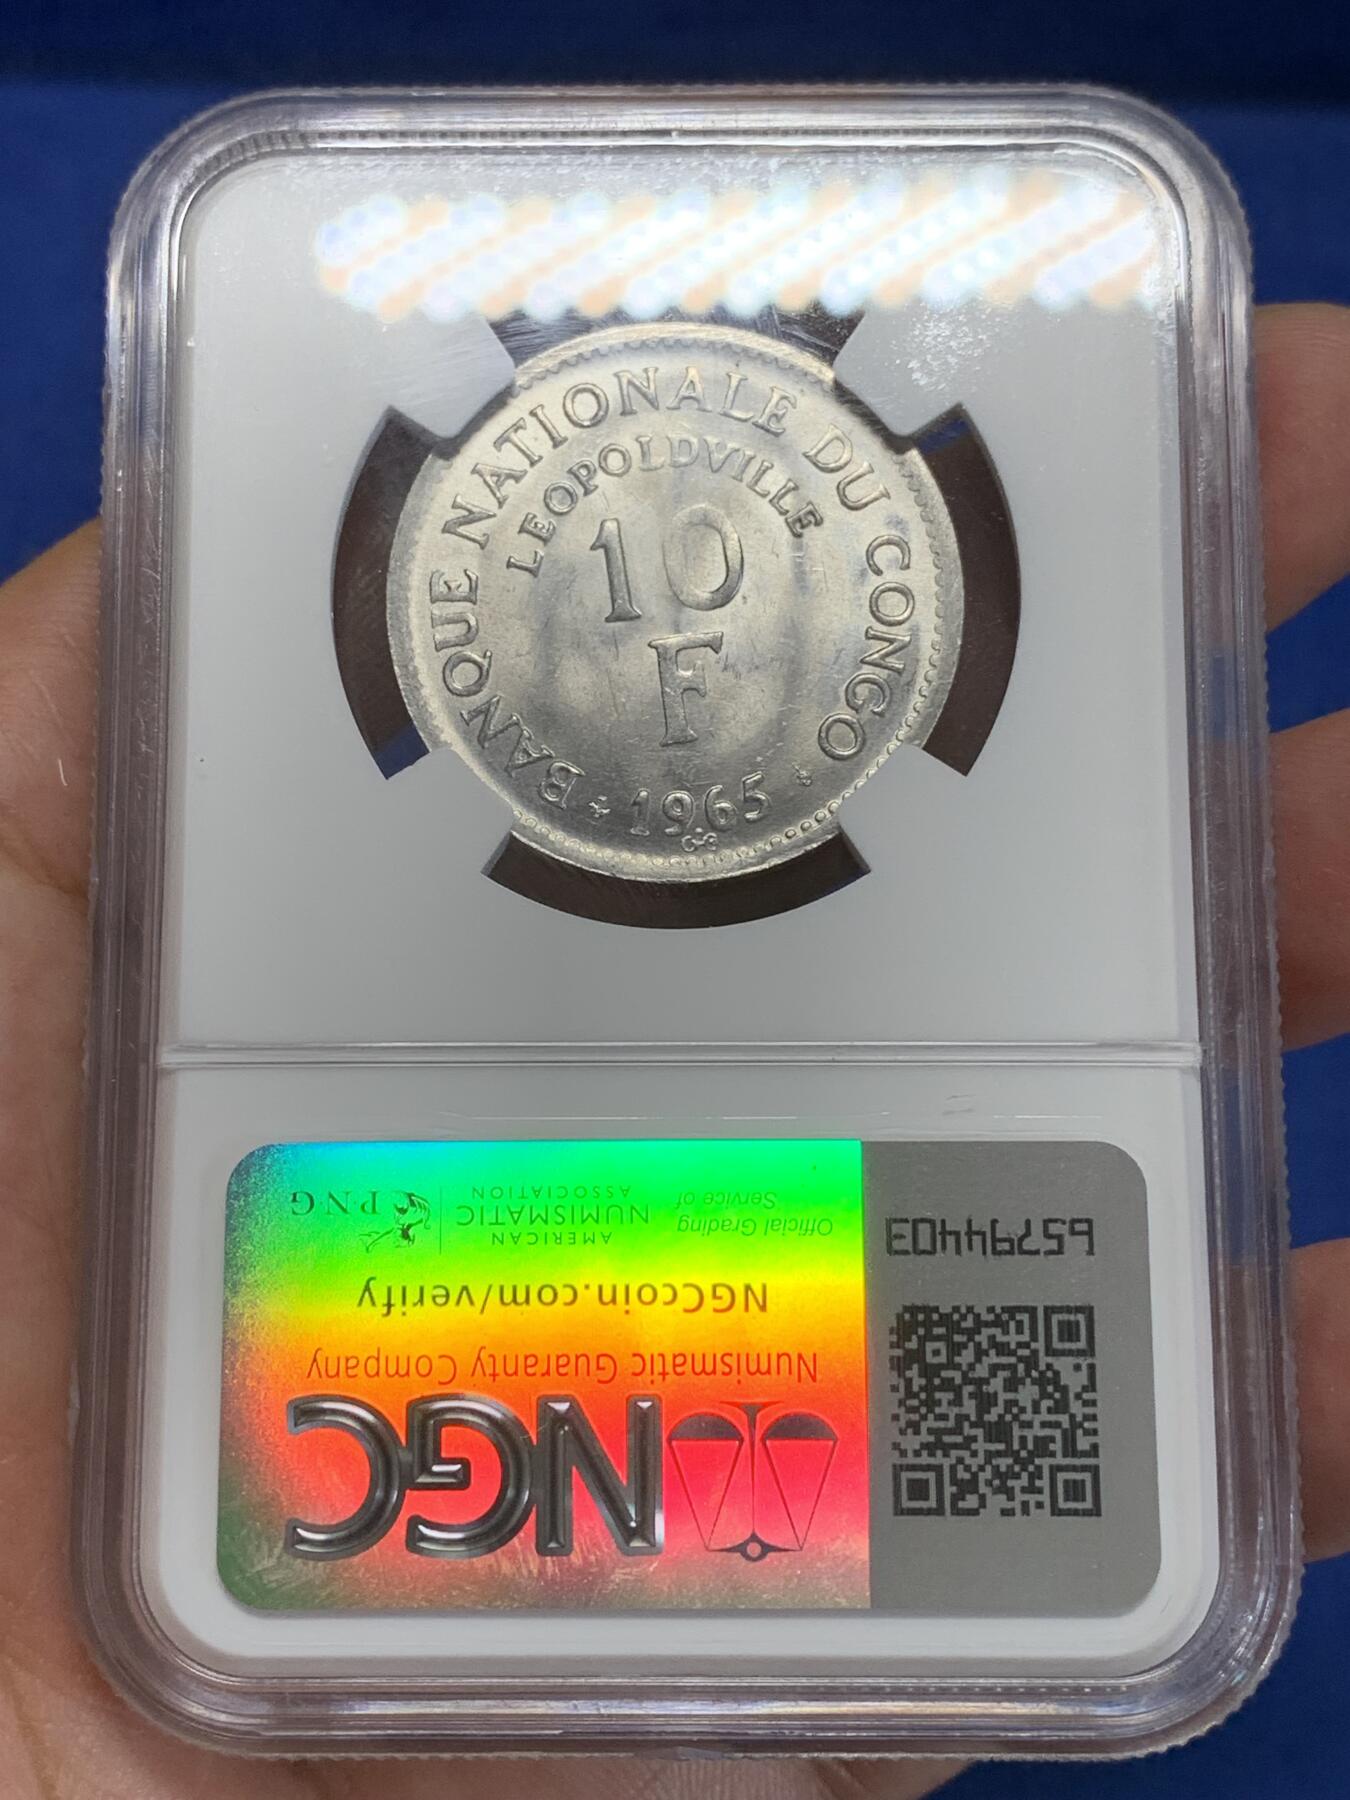 BANQUE NATIONALE DU CONGO
LEOPOLDVILLE
10
F
1965
NGC
Numismatic Guaranty Company
NGCcoin.com/verify
Official Grading
Service of
AMERICAN
NUMISMATIC
ASSOCIATION
PNG
65794403